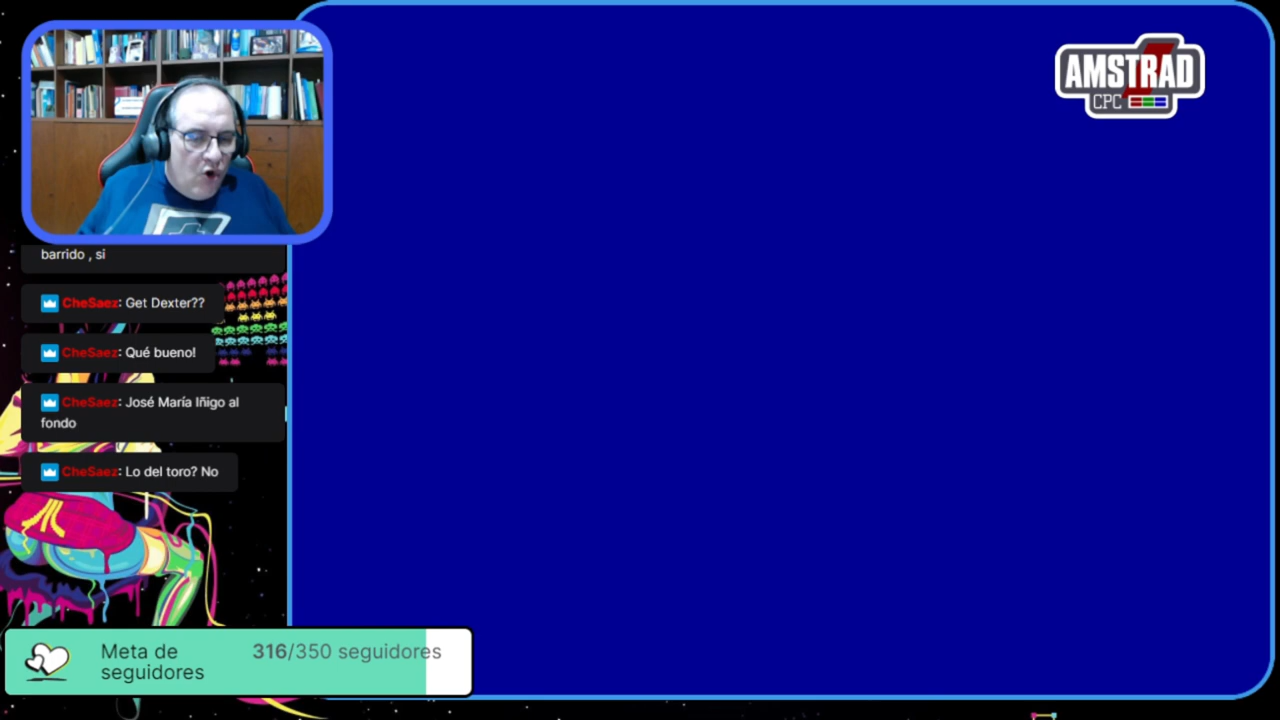 AMSTRAD
CPC
barrido , si
CheSaez: Get Dexter??
CheSaez: Qué bueno!
CheSaez: José María Iñigo al
fondo
CheSaez: Lo del toro? No
Meta de
seguidores
316/350 seguidores